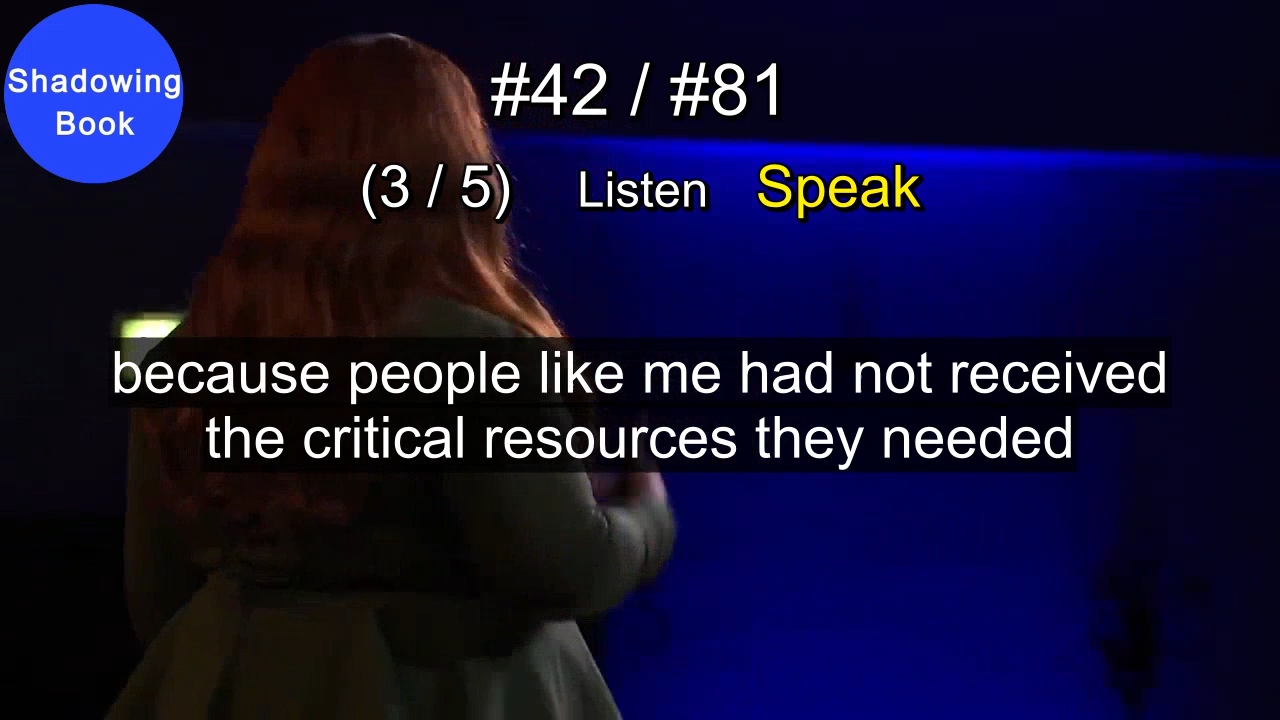 Shadowing
Book
#42 / #81
(3 / 5) Listen Speak
because people like me had not received
the critical resources they needed